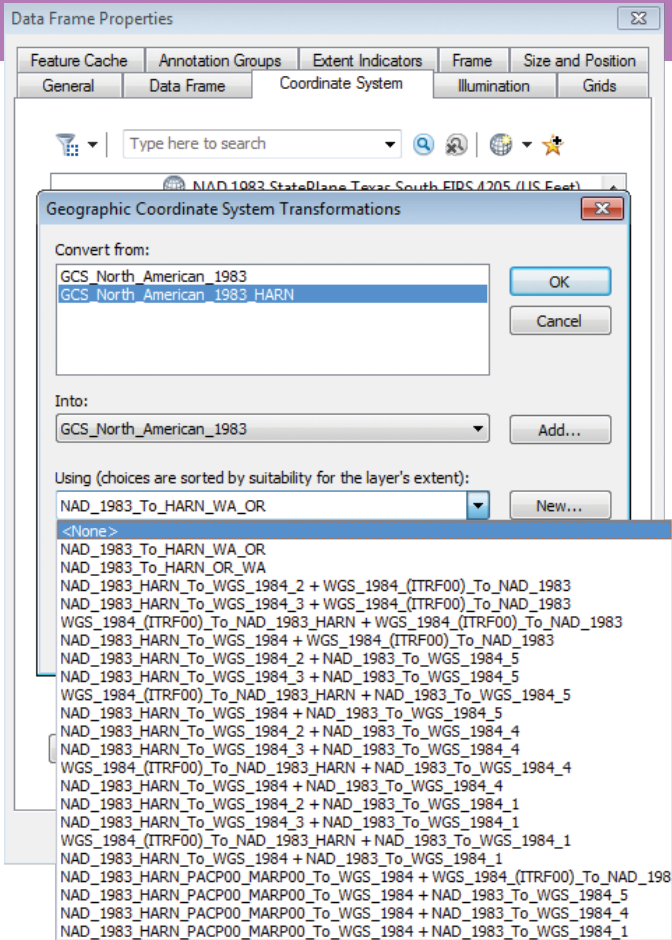 Data Frame Properties
Feature Cache Annotation Groups Extent Indicators Frame Size and Position
General Data Frame Coordinate System Illumination Grids
Type here to search
NAD 1983 StatePlane Texas South FIPS 4205 (US Feet)
Geographic Coordinate System Transformations
Convert from:
GCS_North_American_1983
GCS_North_American_1983_HARN
OK
Cancel
Into:
GCS_North_American_1983
Add...
Using (choices are sorted by suitability for the layer's extent):
NAD_1983_To_HARN_WA_OR
New...
<None>
NAD_1983_To_HARN_WA_OR
NAD_1983_To_HARN_OR_WA
NAD_1983_HARN_To_WGS_1984_2 + WGS_1984_(ITRF00)_To_NAD_1983
NAD_1983_HARN_To_WGS_1984_3 + WGS_1984_(ITRF00)_To_NAD_1983
WGS_1984_(ITRF00)_To_NAD_1983_HARN + WGS_1984_(ITRF00)_To_NAD_1983
NAD_1983_HARN_To_WGS_1984 + WGS_1984_(ITRF00)_To_NAD_1983
NAD_1983_HARN_To_WGS_1984_2 + NAD_1983_To_WGS_1984_5
NAD_1983_HARN_To_WGS_1984_3 + NAD_1983_To_WGS_1984_5
WGS_1984_(ITRF00)_To_NAD_1983_HARN + NAD_1983_To_WGS_1984_5
NAD_1983_HARN_To_WGS_1984 + NAD_1983_To_WGS_1984_5
NAD_1983_HARN_To_WGS_1984_2 + NAD_1983_To_WGS_1984_4
NAD_1983_HARN_To_WGS_1984_3 + NAD_1983_To_WGS_1984_4
WGS_1984_(ITRF00)_To_NAD_1983_HARN + NAD_1983_To_WGS_1984_4
NAD_1983_HARN_To_WGS_1984 + NAD_1983_To_WGS_1984_4
NAD_1983_HARN_To_WGS_1984_2 + NAD_1983_To_WGS_1984_1
NAD_1983_HARN_To_WGS_1984_3 + NAD_1983_To_WGS_1984_1
WGS_1984_(ITRF00)_To_NAD_1983_HARN + NAD_1983_To_WGS_1984_1
NAD_1983_HARN_To_WGS_1984 + NAD_1983_To_WGS_1984_1
NAD_1983_HARN_PACP00_MARP00_To_WGS_1984 + WGS_1984_(ITRF00)_To_NAD_198
NAD_1983_HARN_PACP00_MARP00_To_WGS_1984 + NAD_1983_To_WGS_1984_5
NAD_1983_HARN_PACP00_MARP00_To_WGS_1984 + NAD_1983_To_WGS_1984_4
NAD_1983_HARN_PACP00_MARP00_To_WGS_1984 + NAD_1983_To_WGS_1984_1